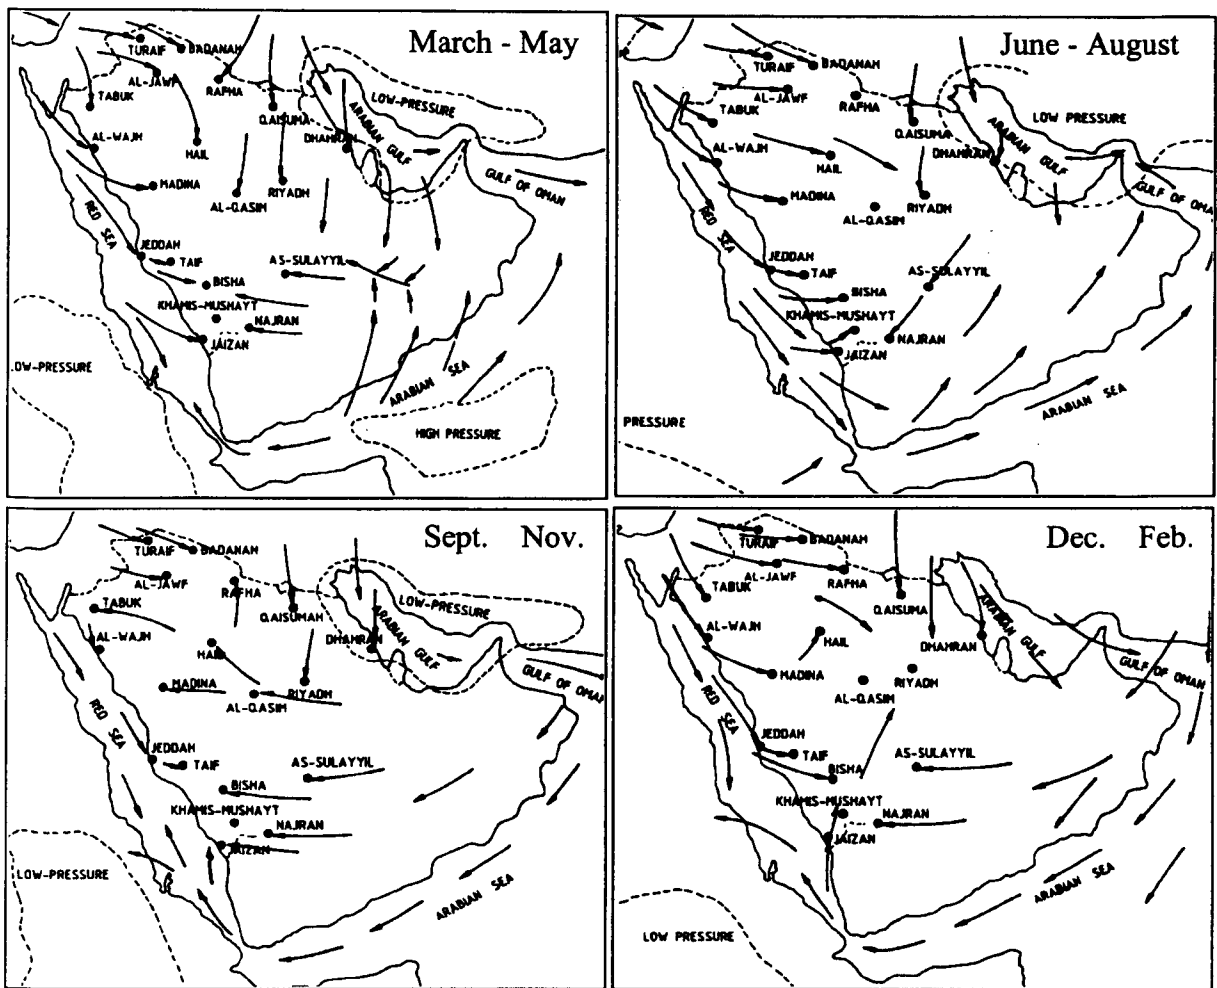 March - May
TURAIF
BADANAH
AL-JAWF
RAFHA
TABUK
QAISUMA
LOW-PRESSURE
ARABIAN GULF
AL-WAJH
HAIL
DHAHRAN
MADINA
AL-QASIM
RIYADH
GULF OF OMAN
RED SEA
JEDDAH
TAIF
BISHA
AS-SULAYYIL
KHAMIS-MUSHAYT
NAJRAN
JAIZAN
LOW-PRESSURE
ARABIAN SEA
HIGH PRESSURE
June - August
TURAIF
BADANAH
AL-JAWF
RAFHA
TABUK
QAISUMA
LOW PRESSURE
ARABIAN GULF
AL-WAJH
HAIL
DHAHRAN
MADINA
AL-QASIM
RIYADH
GULF OF OMAN
RED SEA
JEDDAH
TAIF
AS-SULAYYIL
BISHA
KHAMIS-MUSHAYT
NAJRAN
JAIZAN
ARABIAN SEA
PRESSURE
Sept. Nov.
TURAIF
BADANAH
AL-JAWF
RAFHA
TABUK
QAISUMAH
LOW-PRESSURE
ARABIAN GULF
AL-WAJH
HAIL
DHAHRAN
MADINA
AL-QASIM
RIYADH
GULF OF OMAN
RED SEA
JEDDAH
TAIF
AS-SULAYYIL
BISHA
KHAMIS-MUSHAYT
NAJRAN
JAIZAN
LOW-PRESSURE
ARABIAN SEA
Dec. Feb.
TURAIF
BADANAH
AL-JAWF
RAFHA
TABUK
QAISUMA
ARABIAN GULF
AL-WAJH
HAIL
DHAHRAN
MADINA
AL-QASIM
RIYADH
GULF OF OMAN
RED SEA
JEDDAH
TAIF
BISHA
AS-SULAYYIL
KHAMIS-MUSHAYT
NAJRAN
JAIZAN
ARABIAN SEA
LOW PRESSURE